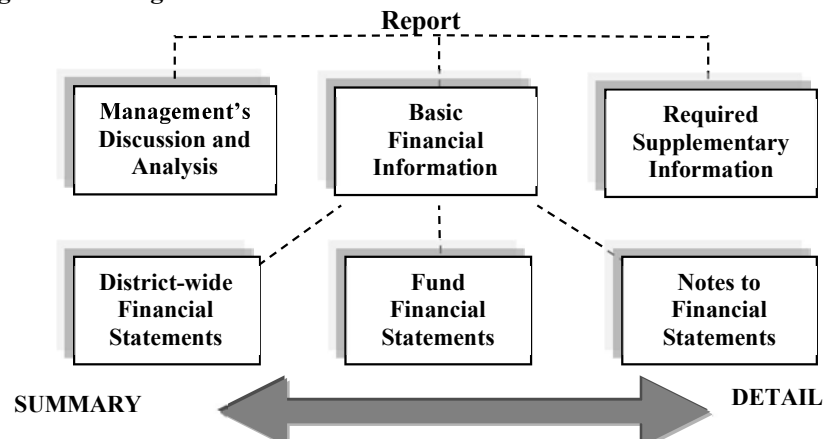 Report
Management’s
Discussion and
Analysis
Basic
Financial
Information
Required
Supplementary
Information
District-wide
Financial
Statements
Fund
Financial
Statements
Notes to
Financial
Statements
SUMMARY
DETAIL